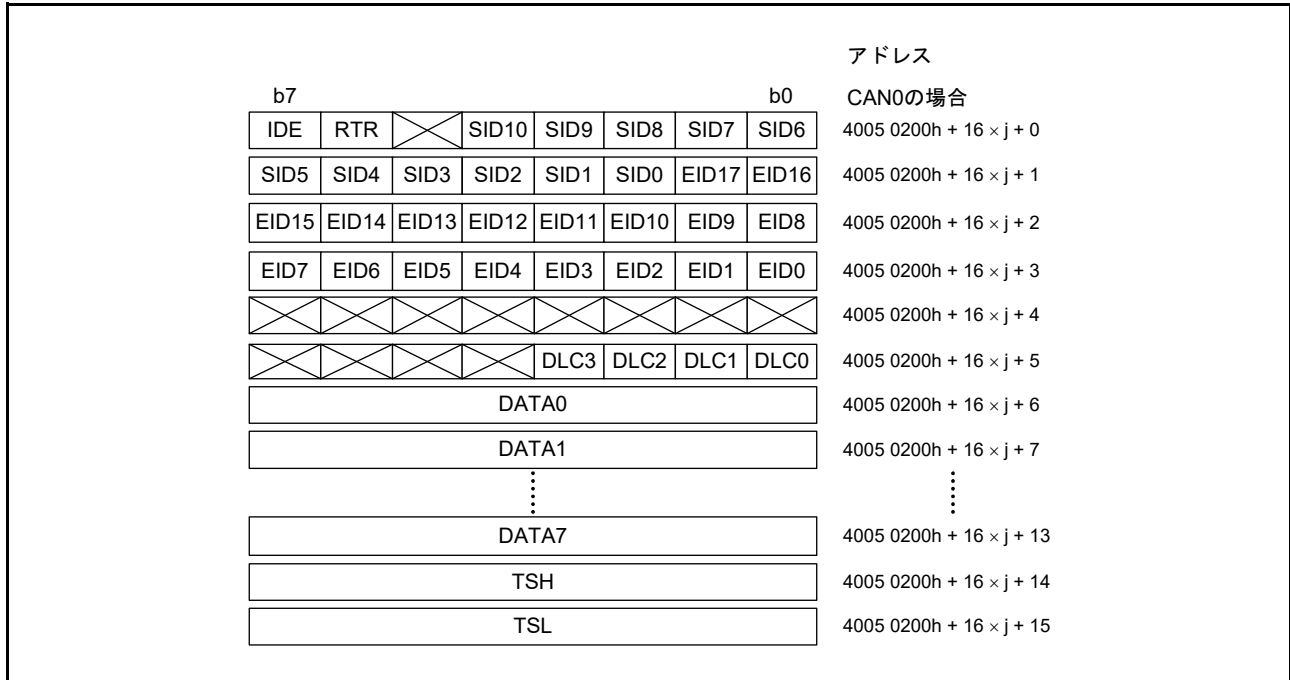 アドレス
b7 b0 CAN0の場合
IDE RTR SID10 SID9 SID8 SID7 SID6 4005 0200h + 16 × j + 0
SID5 SID4 SID3 SID2 SID1 SID0 EID17 EID16 4005 0200h + 16 × j + 1
EID15 EID14 EID13 EID12 EID11 EID10 EID9 EID8 4005 0200h + 16 × j + 2
EID7 EID6 EID5 EID4 EID3 EID2 EID1 EID0 4005 0200h + 16 × j + 3
4005 0200h + 16 × j + 4
DLC3 DLC2 DLC1 DLC0 4005 0200h + 16 × j + 5
DATA0 4005 0200h + 16 × j + 6
DATA1 4005 0200h + 16 × j + 7
DATA7 4005 0200h + 16 × j + 13
TSH 4005 0200h + 16 × j + 14
TSL 4005 0200h + 16 × j + 15